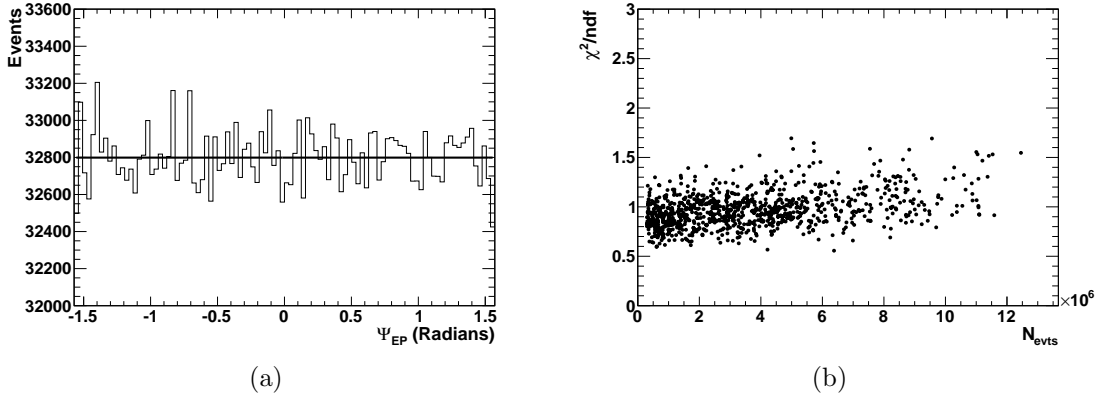 Events
33600
33400
33200
33000
32800
32600
32400
32200
32000
-1.5 -1 -0.5 0 0.5 1 1.5
Ψ_EP (Radians)
(a)
χ²/ndf
3
2.5
2
1.5
1
0.5
0
0 2 4 6 8 10 12
×10⁶
N_evts
(b)